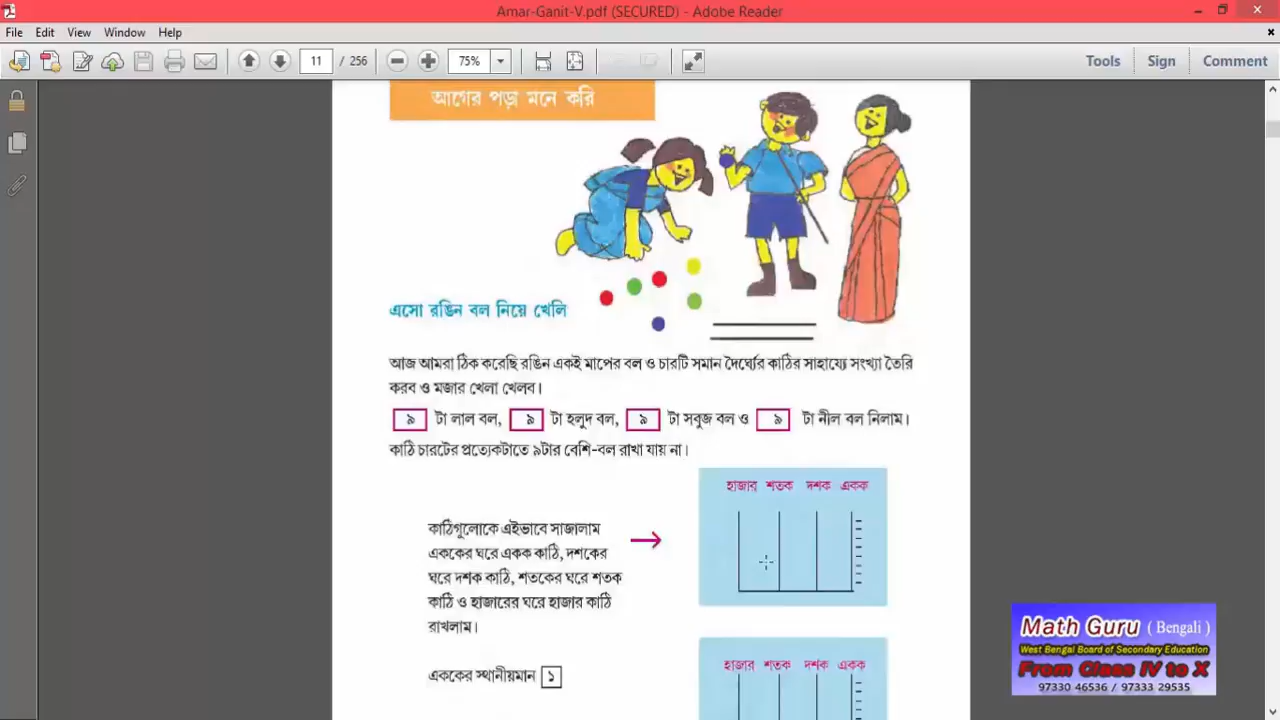 Amar-Ganit-V.pdf (SECURED) - Adobe Reader
File Edit View Window Help
11 / 256 75% Tools Sign Comment
আগের পড়া মনে করি
এসো রঙিন বল নিয়ে খেলি
আজ আমরা ঠিক করেছি রঙিন একই মাপের বল ও চারটি সমান দৈর্ঘ্যের কাঠির সাহায্যে সংখ্যা তৈরি
করব ও মজার খেলা খেলব।
৯ টা লাল বল, ৯ টা হলুদ বল, ৯ টা সবুজ বল ও ৯ টা নীল বল নিলাম।
কাঠি চারটের প্রত্যেকটাতে ৯টার বেশি-বল রাখা যায় না।
হাজার শতক দশক একক
কাঠিগুলোকে এইভাবে সাজালাম
এককের ঘরে একক কাঠি, দশকের
ঘরে দশক কাঠি, শতকের ঘরে শতক
কাঠি ও হাজারের ঘরে হাজার কাঠি
রাখলাম।
হাজার শতক দশক একক
এককের স্থানীয়মান ১
Math Guru ( Bengali )
West Bengal Board of Secondary Education
From Class IV to X
97330 46536 / 97333 29535